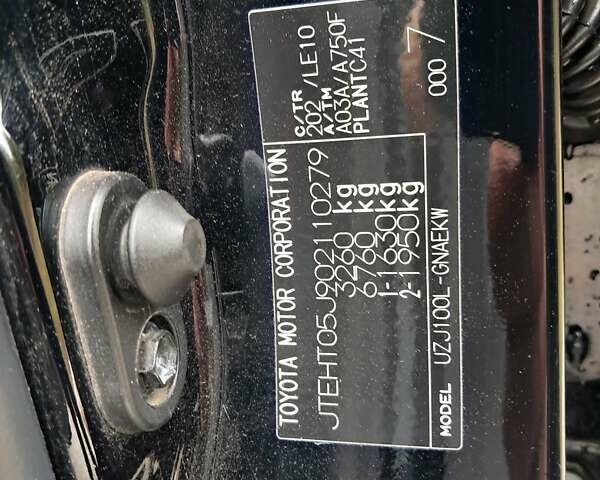 TOYOTA MOTOR CORPORATION
JTEHT05J902110279
3260 kg
6760 kg
1-1630kg
2-1950kg
C/TR
202 /LE10
A/TM
A03A/A750F
PLANTC41
MODEL UZJ100L-GNAEKW
000 7